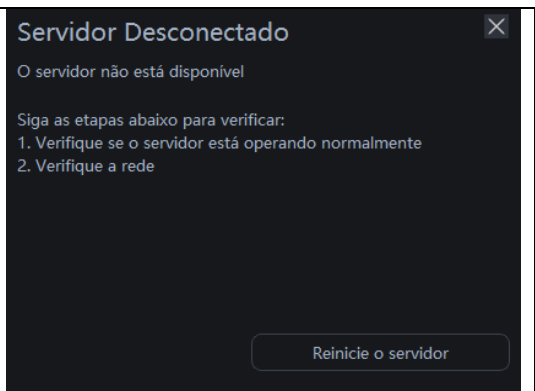 Servidor Desconectado
O servidor não está disponível
Siga as etapas abaixo para verificar:
1. Verifique se o servidor está operando normalmente
2. Verifique a rede
Reinicie o servidor